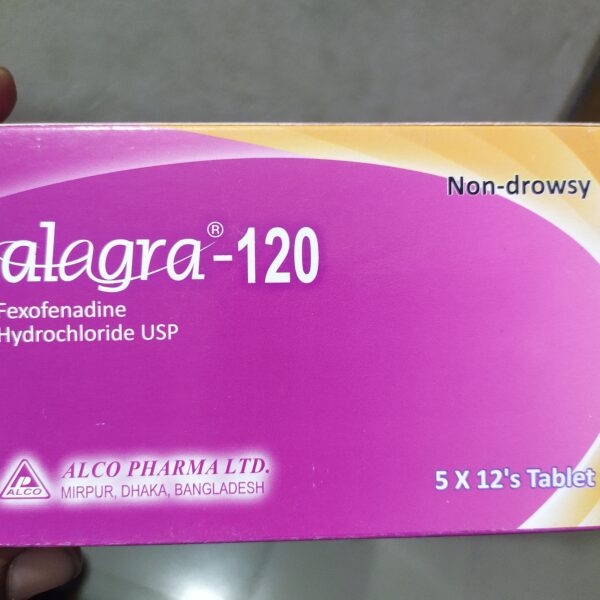 Non-drowsy
alagra®-120
Fexofenadine
Hydrochloride USP
ALCO
ALCO PHARMA LTD.
MIRPUR, DHAKA, BANGLADESH
5 X 12's Tablet